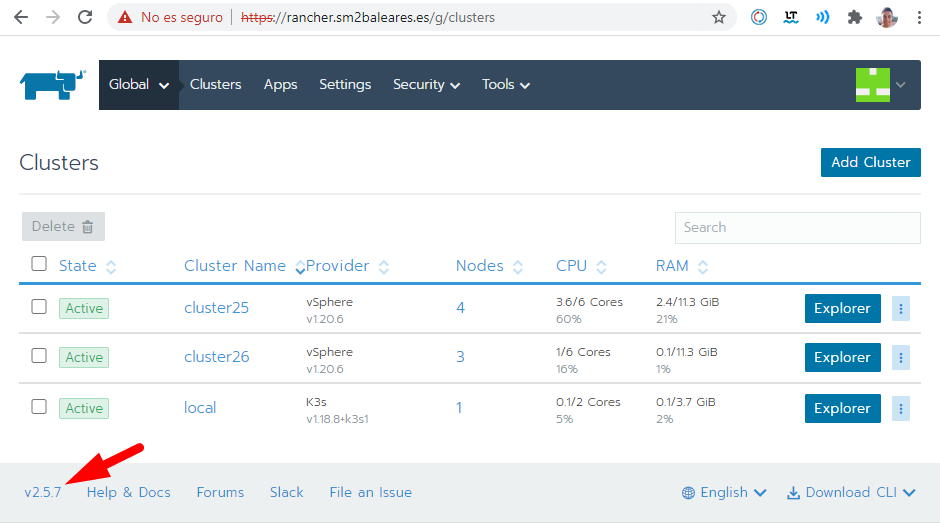 No es seguro | https://rancher.sm2baleares.es/g/clusters
Global Clusters Apps Settings Security Tools
Clusters
Add Cluster
Delete
Search
State Cluster Name Provider Nodes CPU RAM
Active cluster25 vSphere 4 3.6/6 Cores 2.4/11.3 GiB Explorer
v1.20.6 60% 21%
Active cluster26 vSphere 3 1/6 Cores 0.1/11.3 GiB Explorer
v1.20.6 16% 1%
Active local K3s 1 0.1/2 Cores 0.1/3.7 GiB Explorer
v1.18.8+k3s1 5% 2%
v2.5.7 Help & Docs Forums Slack File an Issue English Download CLI